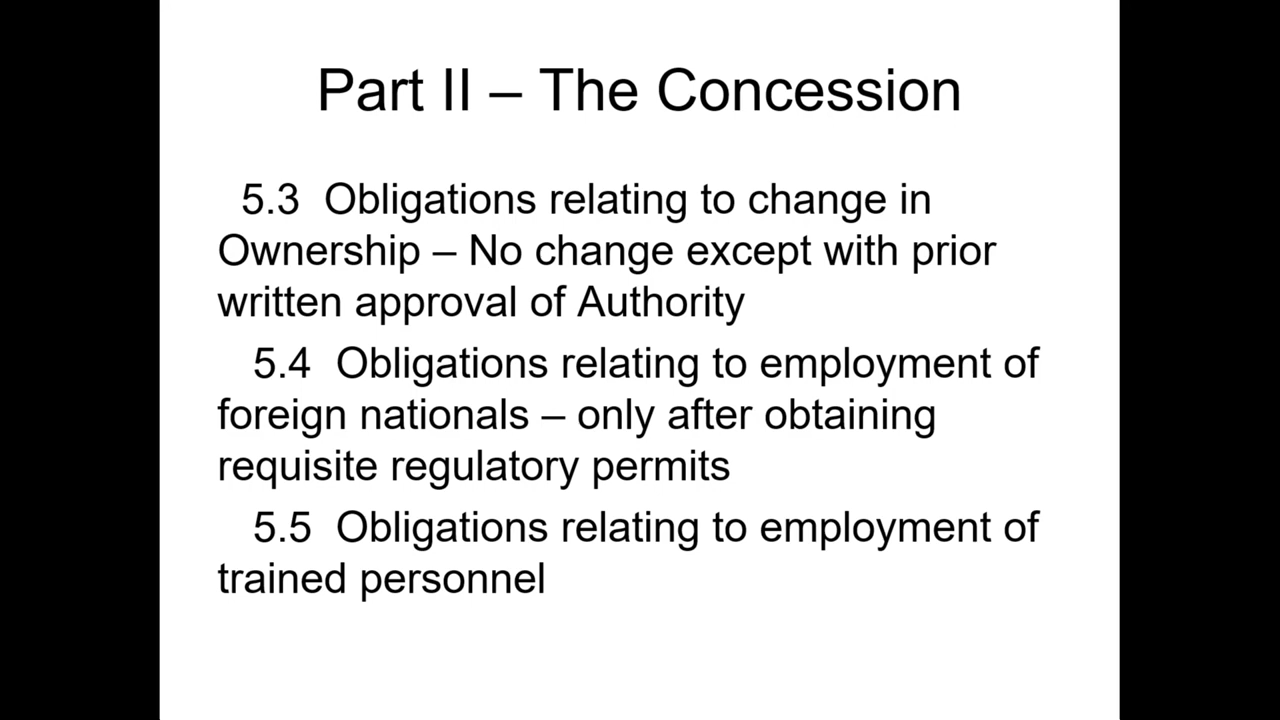 Part II – The Concession
5.3 Obligations relating to change in
Ownership – No change except with prior
written approval of Authority
5.4 Obligations relating to employment of
foreign nationals – only after obtaining
requisite regulatory permits
5.5 Obligations relating to employment of
trained personnel